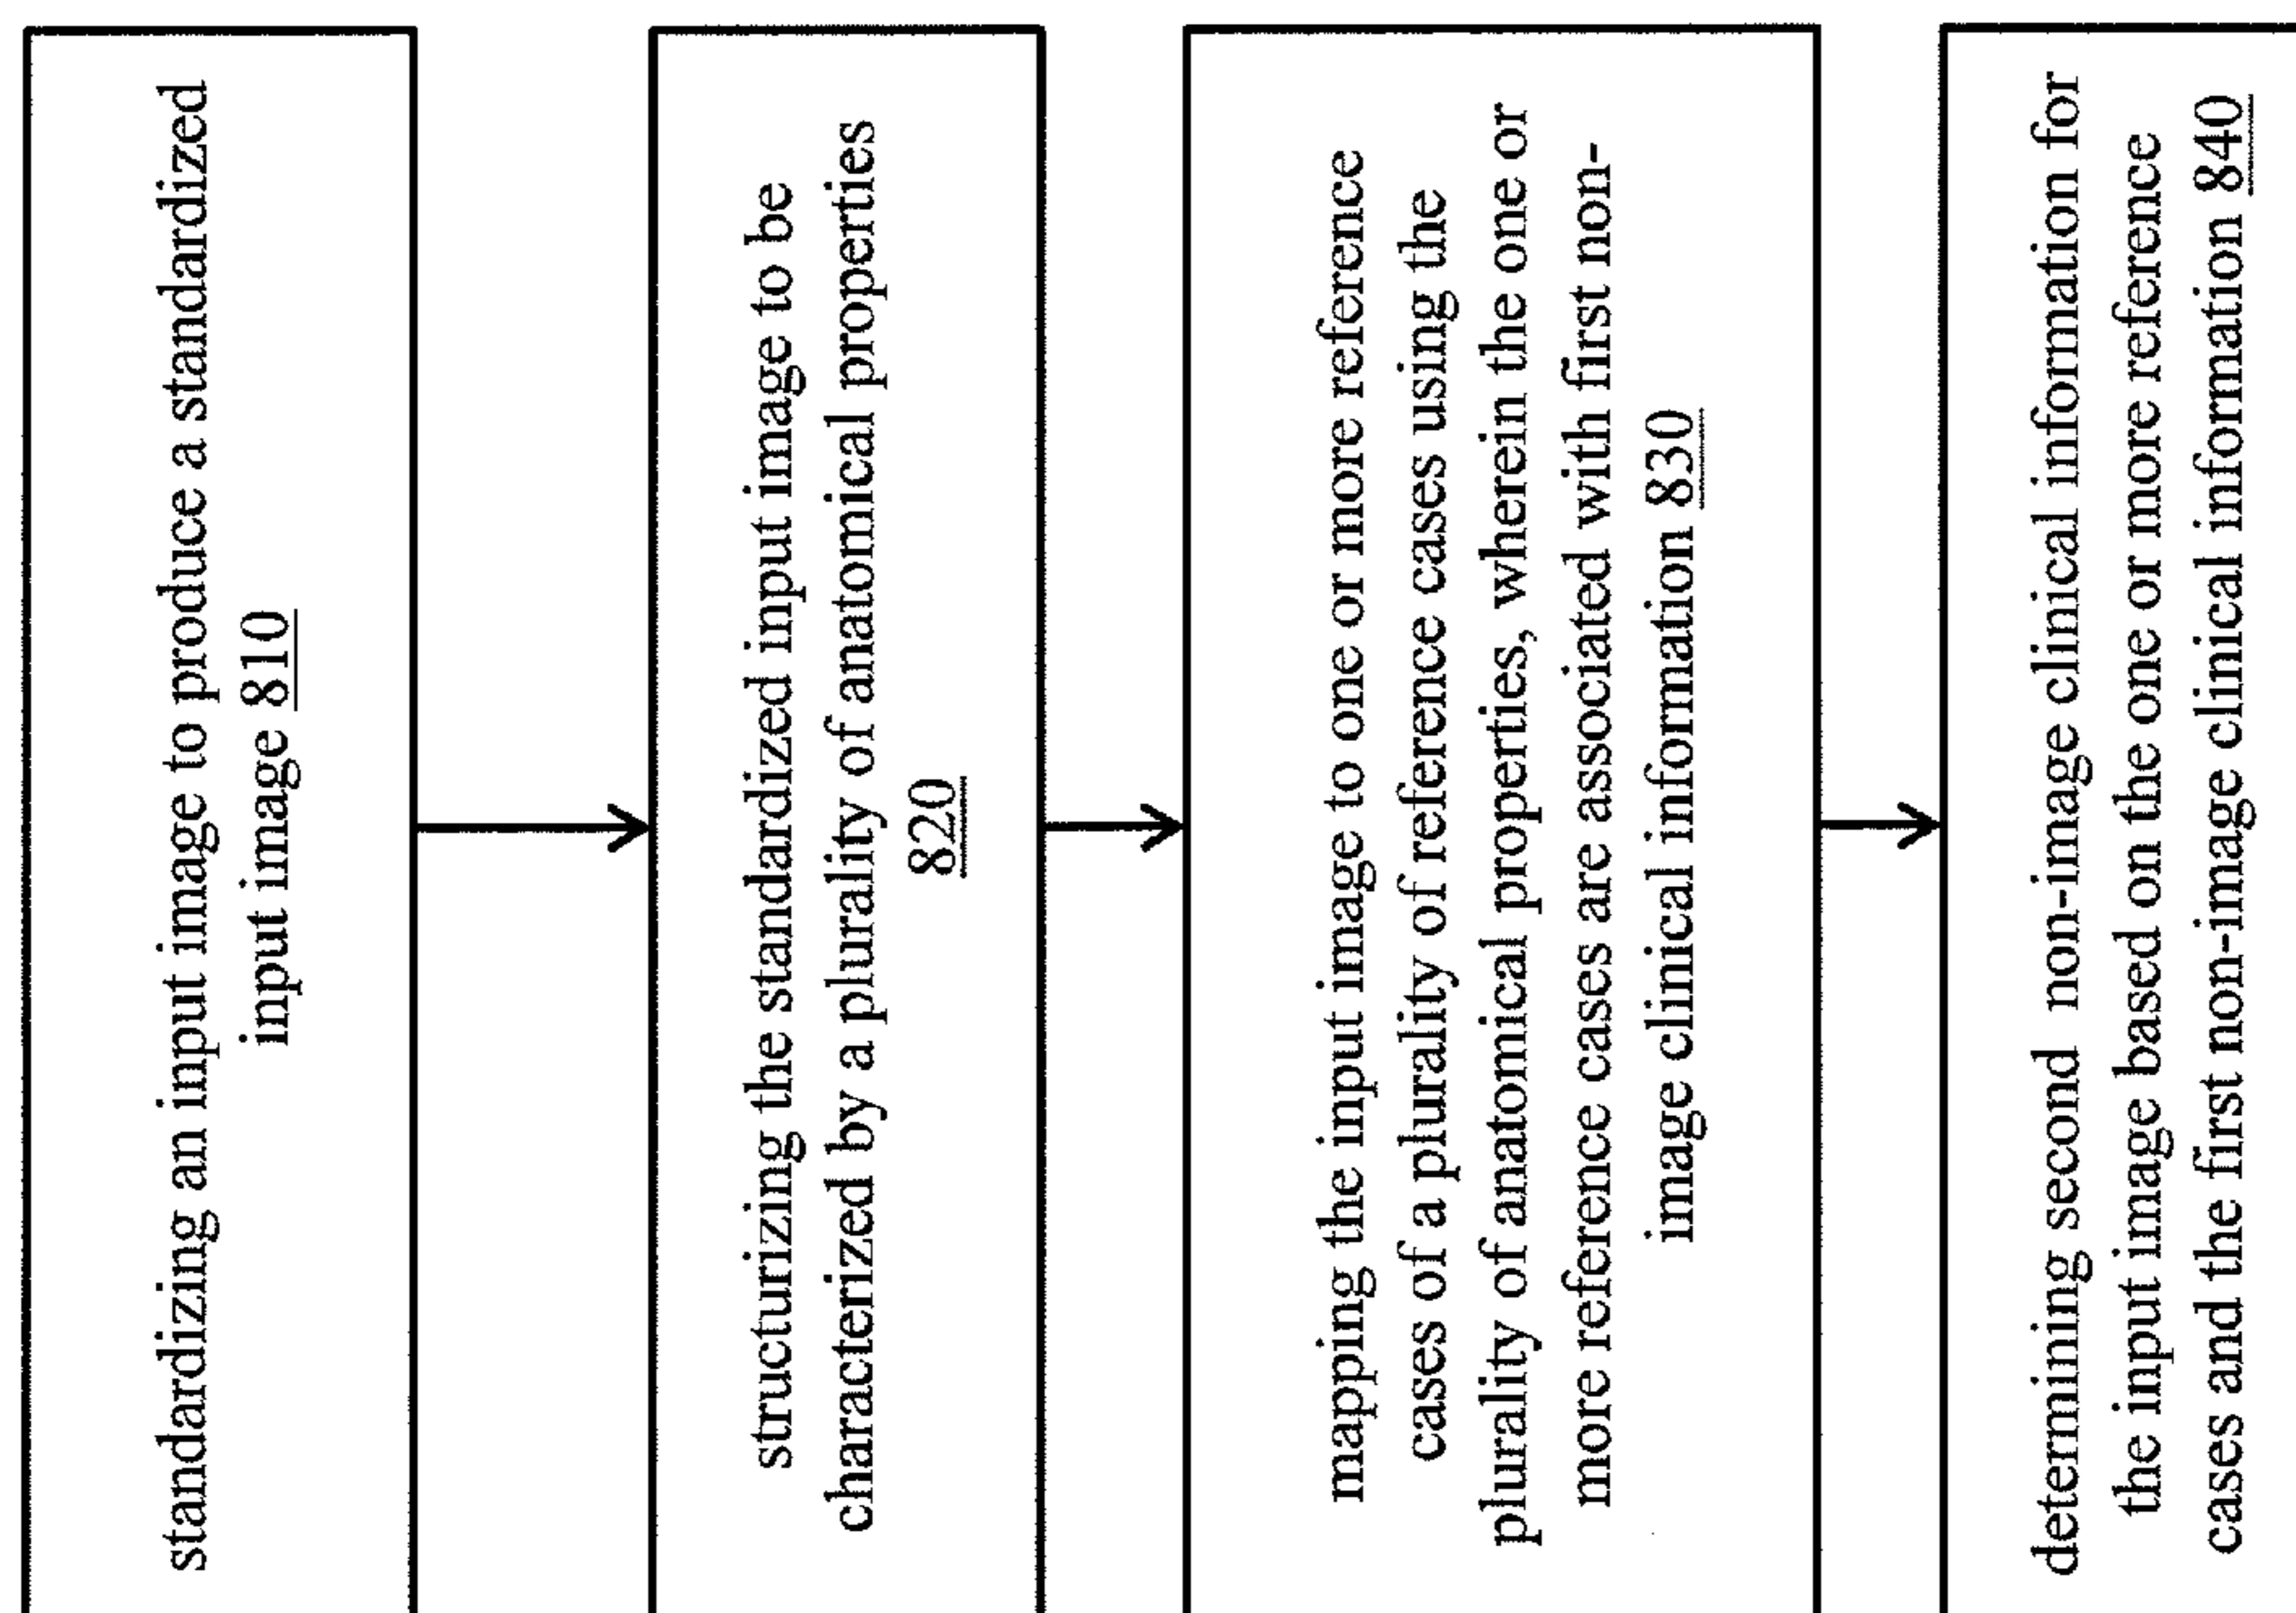 standardizing an input image to produce a standardized
input image 810
structurizing the standardized input image to be
characterized by a plurality of anatomical properties
820
mapping the input image to one or more reference
cases of a plurality of reference cases using the
plurality of anatomical properties, wherein the one or
more reference cases are associated with first non-
image clinical information 830
determining second non-image clinical information for
the input image based on the one or more reference
cases and the first non-image clinical information 840